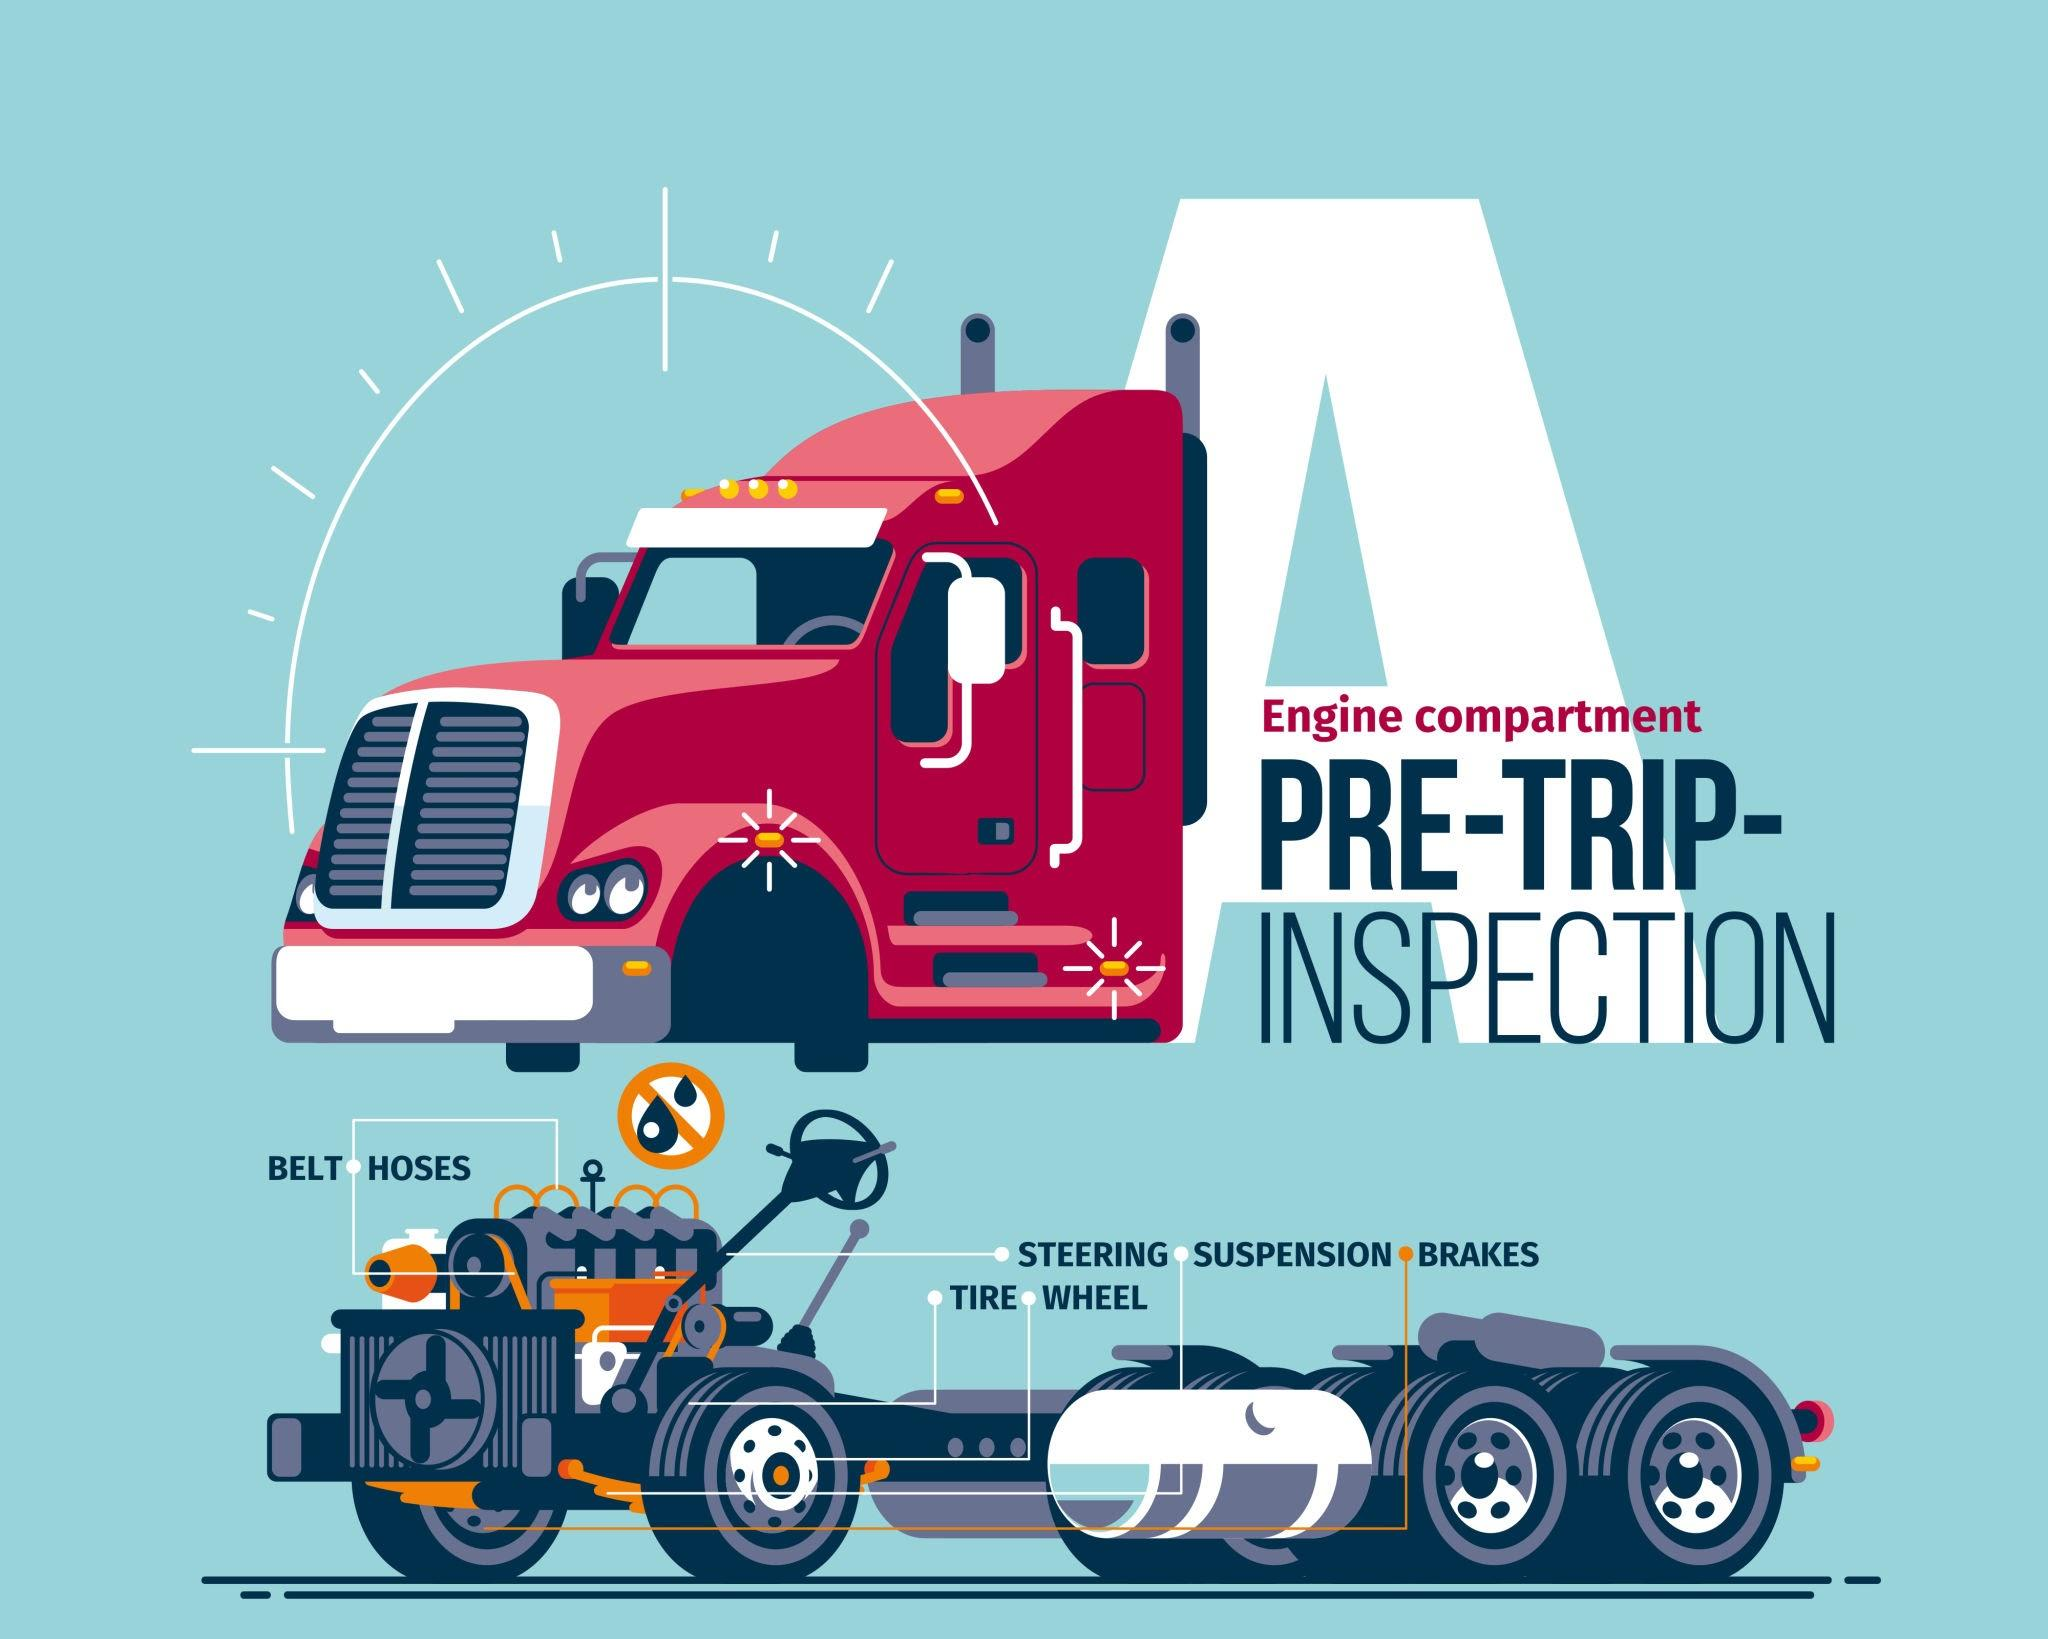 A
Engine compartment
PRE-TRIP-
INSPECTION
BELT HOSES
STEERING SUSPENSION BRAKES
TIRE WHEEL